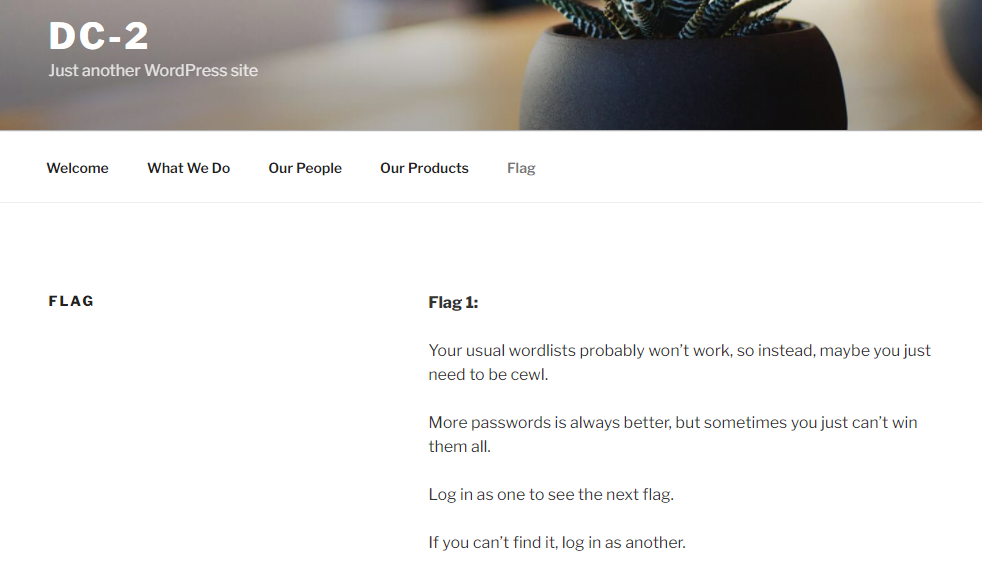 DC-2
Just another WordPress site
Welcome What We Do Our People Our Products Flag
FLAG
Flag 1:
Your usual wordlists probably won’t work, so instead, maybe you just
need to be cewl.
More passwords is always better, but sometimes you just can’t win
them all.
Log in as one to see the next flag.
If you can’t find it, log in as another.